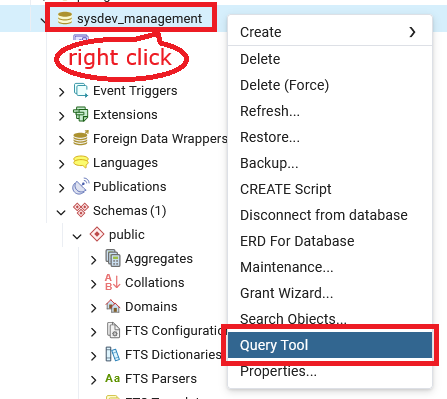 sysdev_management
right click
Event Triggers
Extensions
Foreign Data Wrappers
Languages
Publications
Schemas (1)
public
Aggregates
Collations
Domains
FTS Configuratio
FTS Dictionaries
FTS Parsers
Create
Delete
Delete (Force)
Refresh...
Restore...
Backup...
CREATE Script
Disconnect from database
ERD For Database
Maintenance...
Grant Wizard...
Search Objects...
Query Tool
Properties...